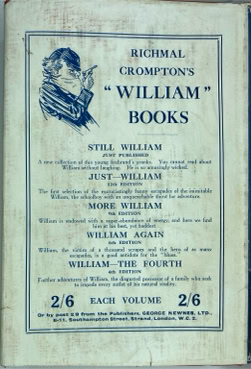 RICHMAL
CROMPTON'S
"WILLIAM"
BOOKS
STILL WILLIAM
JUST PUBLISHED
A new collection of this young firebrand's pranks. You cannot read about
William without laughing. He is so amazingly wicked.
JUST—WILLIAM
12th EDITION
The first selection of the excruciatingly funny escapades of the inimitable
William, the schoolboy with an unquenchable thirst for adventure.
MORE WILLIAM
9th EDITION
William is endowed with a super-abundance of energy, and here we find
him at his best, yet baddest.
WILLIAM AGAIN
6th EDITION
William, the victim of a thousand scrapes and the hero of as many
escapades, is a good antidote for the "blues.
WILLIAM—THE FOURTH
4th EDITION
Further adventures of William, the disputed possession of a family who seek
to impede every outlet of his natural vitality.
2/6 EACH VOLUME 2/6
Or by post 2/9 from the Publishers, GEORGE NEWNES, LTD.,
8-11, Southampton Street, Strand, London, W.C. 2.